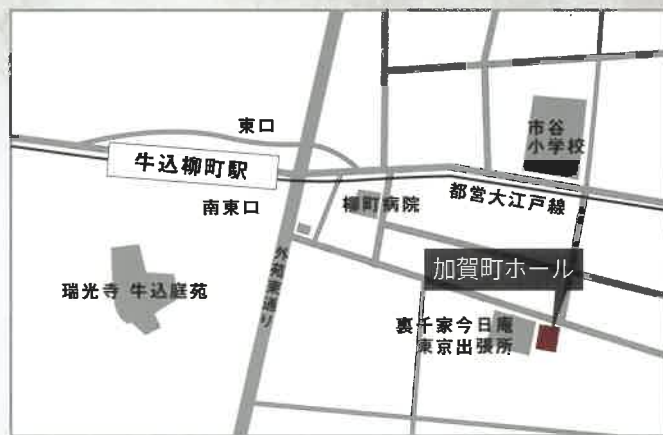 東口
市谷
小学校
牛込柳町駅
南東口
柳町病院
都営大江戸線
外苑東通り
加賀町ホール
瑞光寺 牛込庭苑
裏千家今日庵
東京出張所